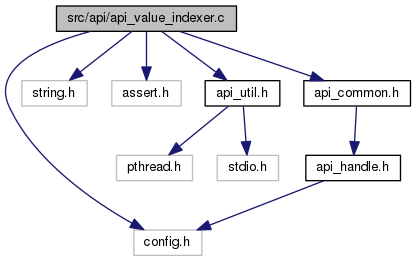 src/api/api_value_indexer.c
string.h
assert.h
api_util.h
api_common.h
pthread.h
stdio.h
api_handle.h
config.h